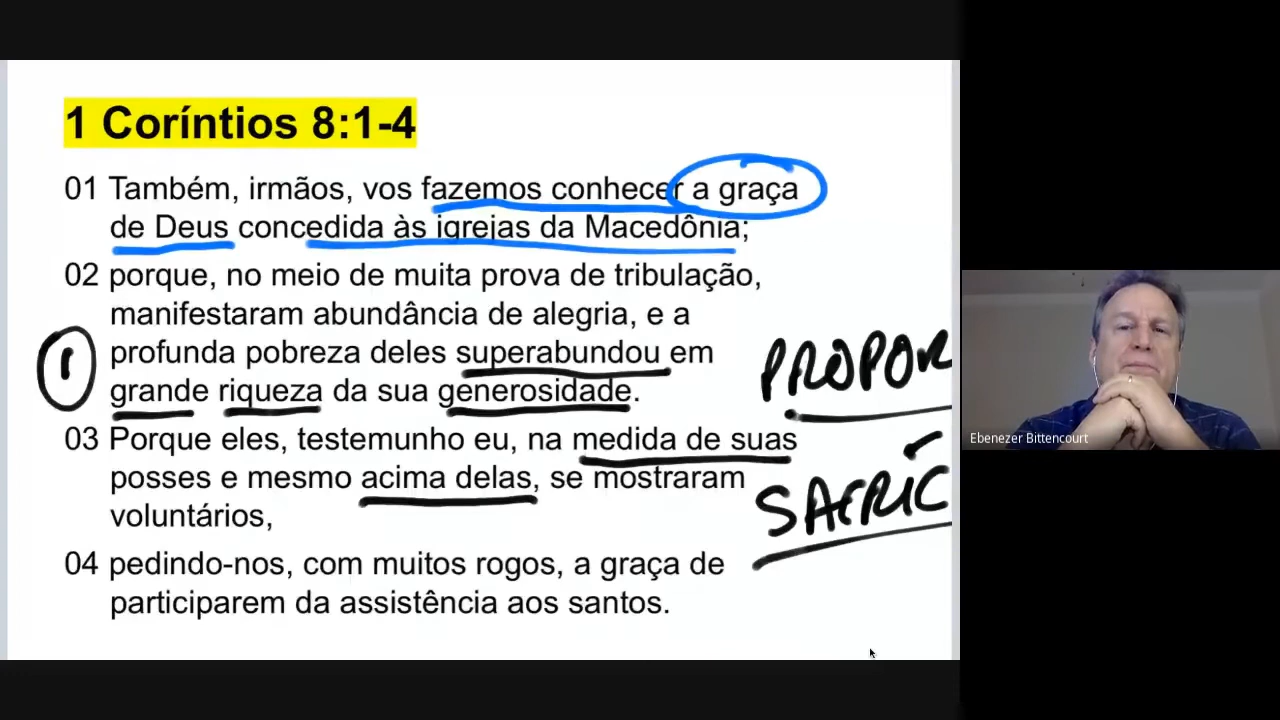 1 Coríntios 8:1-4
01 Também, irmãos, vos fazemos conhecer a graça
de Deus concedida às igrejas da Macedônia;
02 porque, no meio de muita prova de tribulação,
manifestaram abundância de alegria, e a
profunda pobreza deles superabundou em
grande riqueza da sua generosidade.
1
PROPOR
03 Porque eles, testemunho eu, na medida de suas
posses e mesmo acima delas, se mostraram
voluntários,
SACRIC
04 pedindo-nos, com muitos rogos, a graça de
participarem da assistência aos santos.
Ebenezer Bittencourt